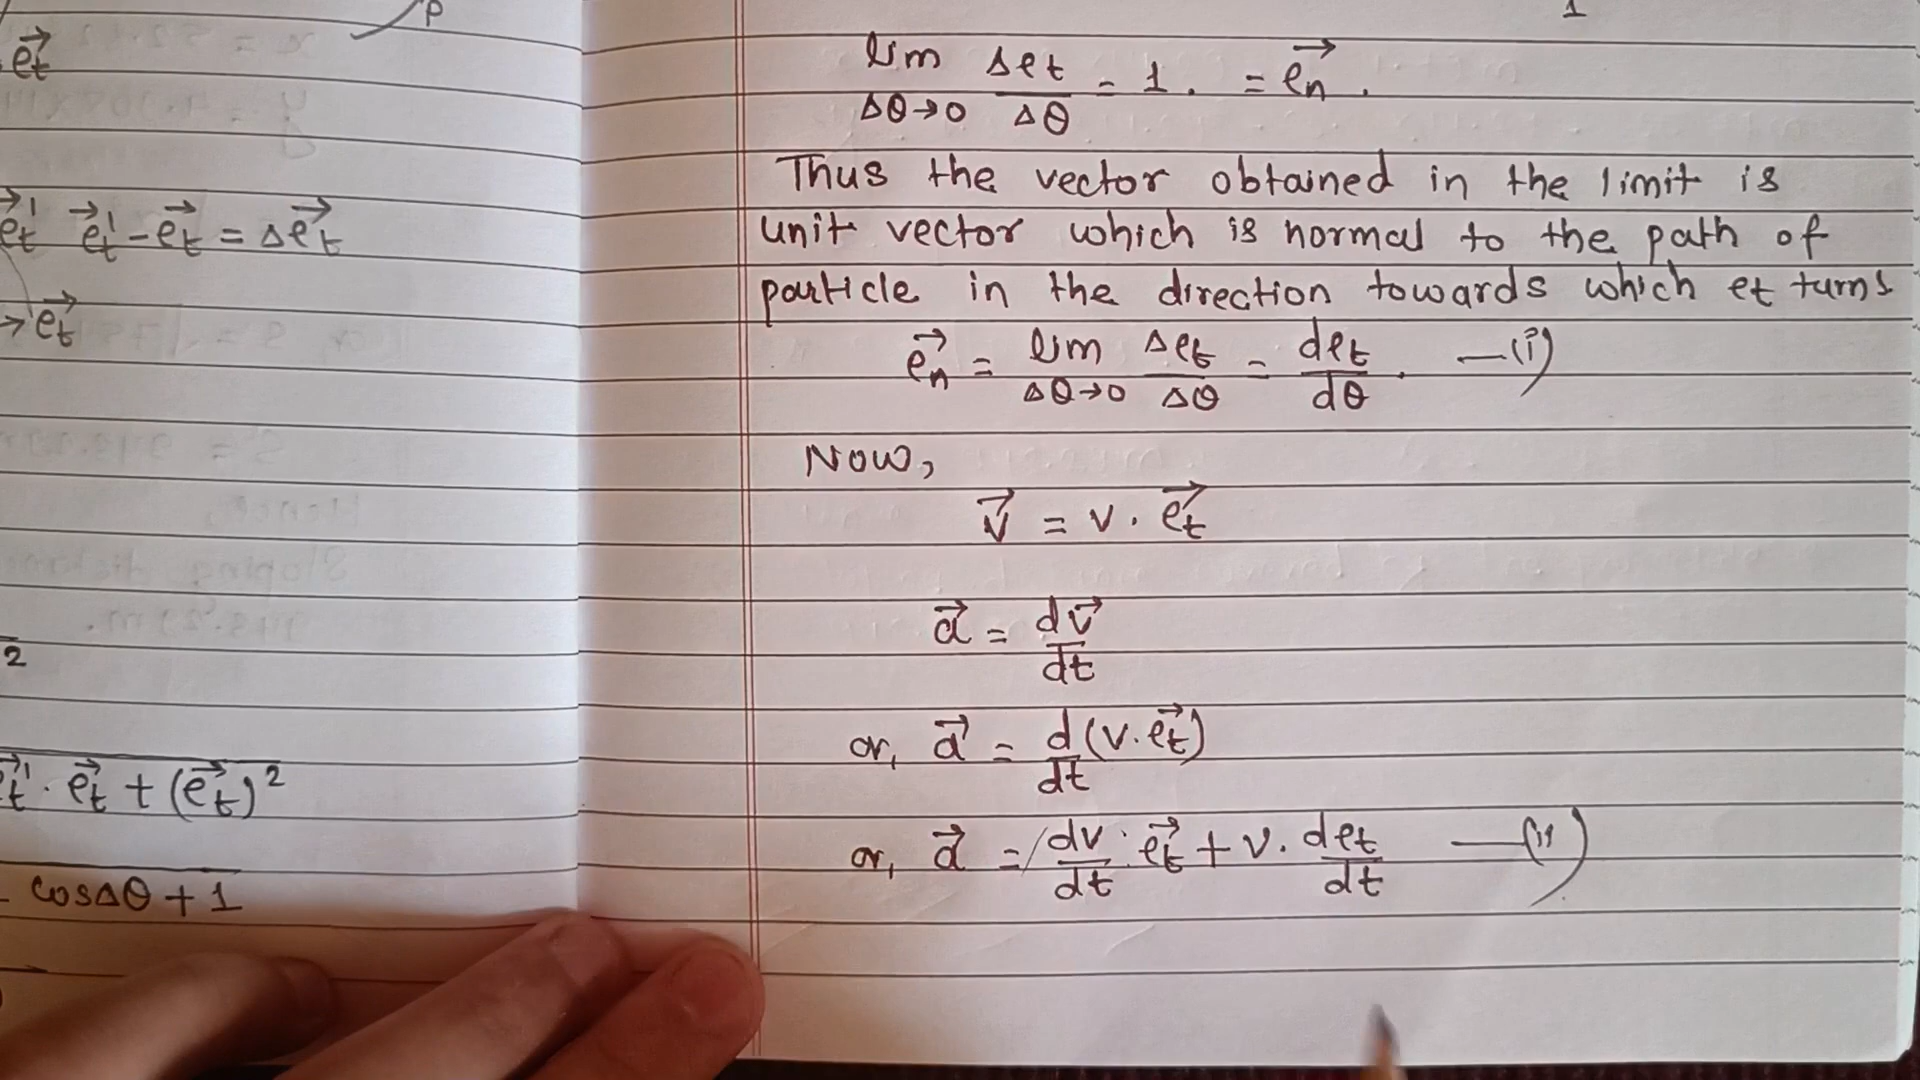 P
→et
→et' →et' - →et = Δ→et
→ →et
2
→et' · →et + (→et)²
- cosΔθ + 1
1
lim Δet/Δθ = 1. = →en.
Δθ→0
Thus the vector obtained in the limit is
unit vector which is normal to the path of
particle in the direction towards which et turns
→en = lim Δet/Δθ = det/dθ. —(i)
Δθ→0
Now,
→v = v · →et
→a = d→v/dt
or, →a = d/dt (v·→et)
or, →a = dv/dt · →et + v · det/dt —(ii)